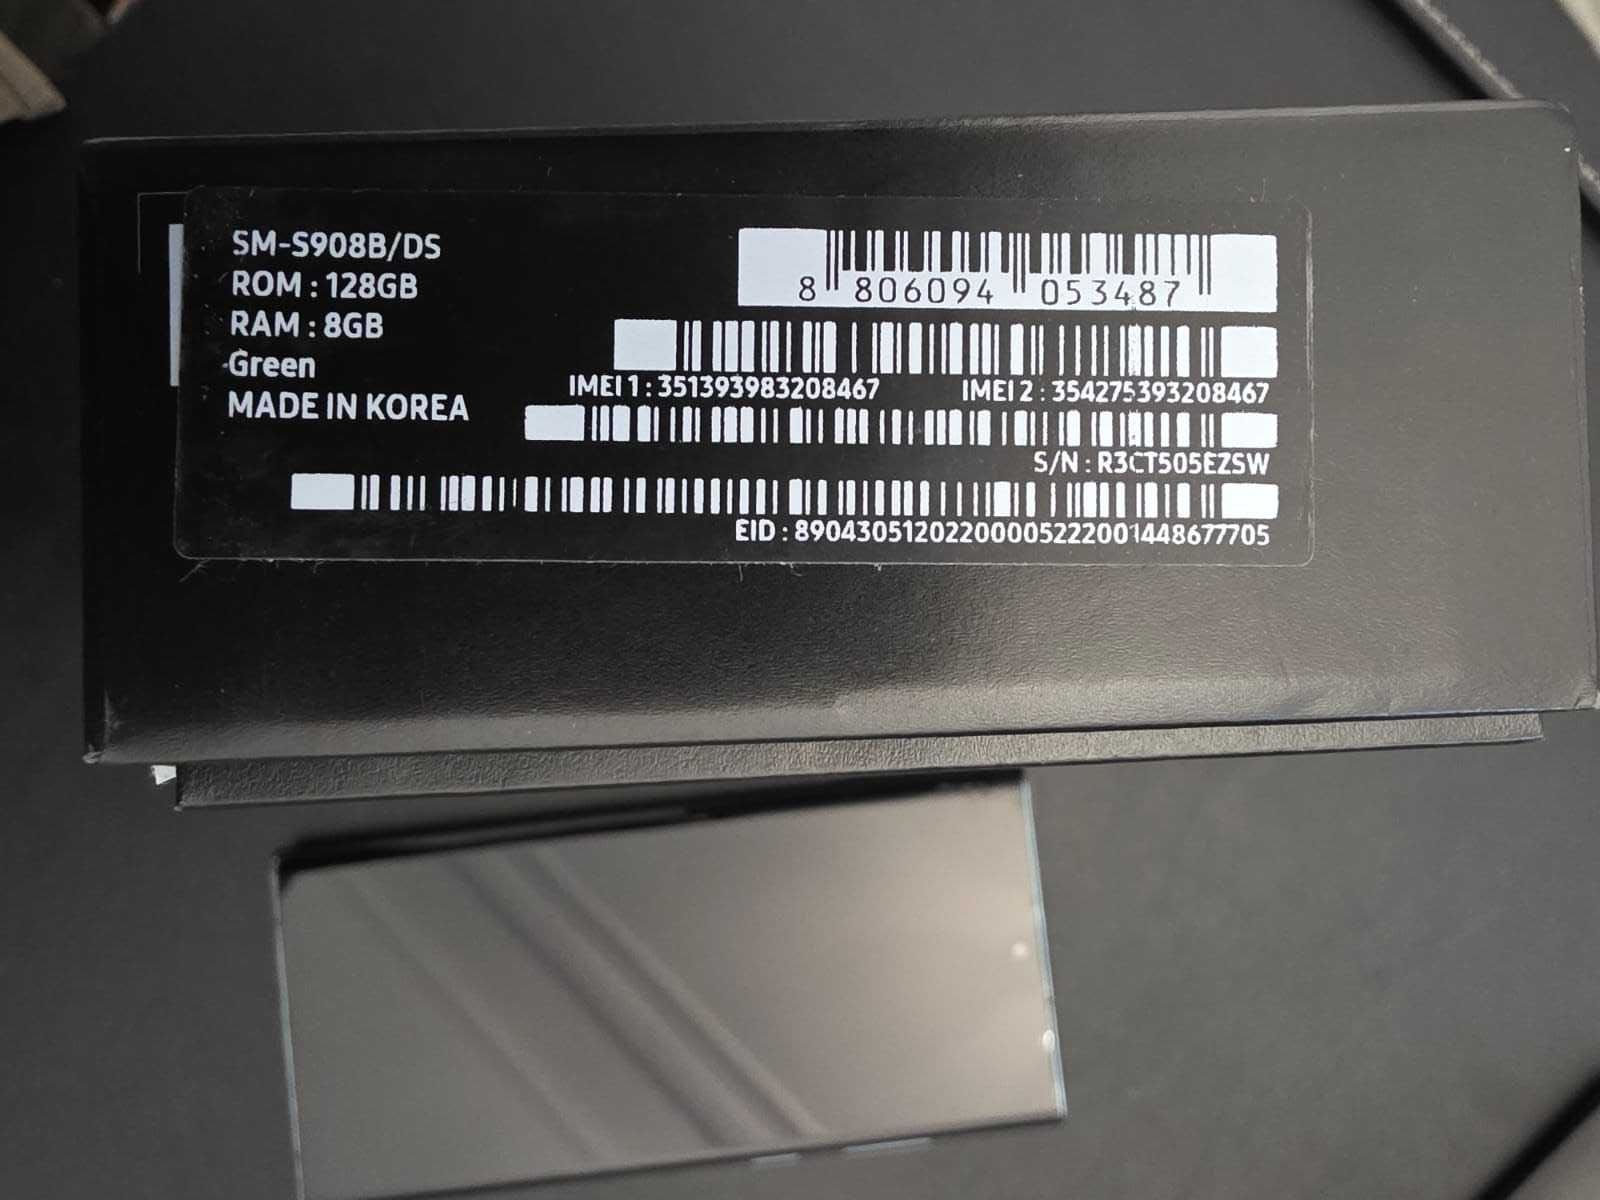 SM-S908B/DS
ROM : 128GB
RAM : 8GB
Green
MADE IN KOREA
8 806094 053487
IMEI 1 : 351393983208467 IMEI 2 : 354275393208467
S/N : R3CT505EZSW
EID : 89043051202200005222001448677705